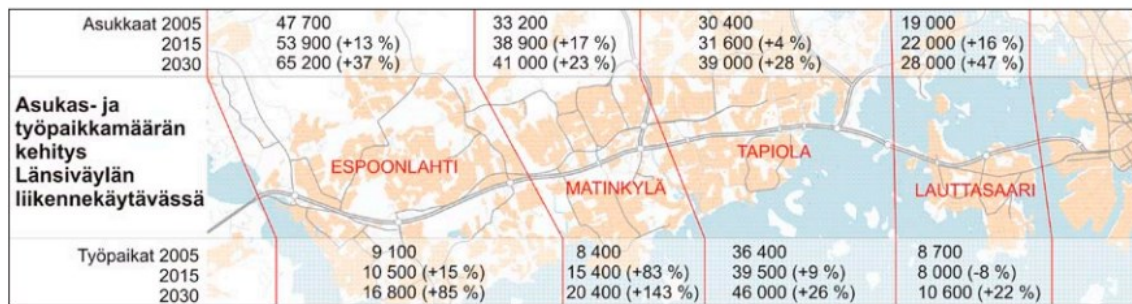 Asukkaat 2005 47 700 33 200 30 400 19 000
2015 53 900 (+13 %) 38 900 (+17 %) 31 600 (+4 %) 22 000 (+16 %)
2030 65 200 (+37 %) 41 000 (+23 %) 39 000 (+28 %) 28 000 (+47 %)
Asukas- ja
työpaikkamäärän
kehitys
Länsiväylän
liikennekäytävässä
ESPOONLAHTI
MATINKYLÄ
TAPIOLA
LAUTTASAARI
Työpaikat 2005 9 100 8 400 36 400 8 700
2015 10 500 (+15 %) 15 400 (+83 %) 39 500 (+9 %) 8 000 (-8 %)
2030 16 800 (+85 %) 20 400 (+143 %) 46 000 (+26 %) 10 600 (+22 %)